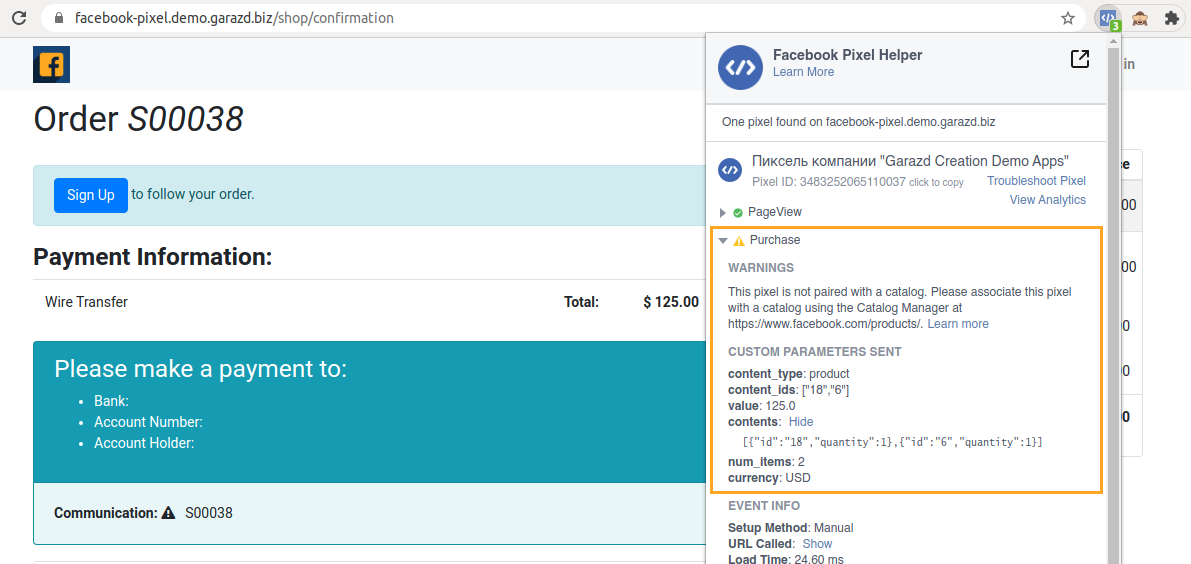 facebook-pixel.demo.garazd.biz/shop/confirmation
3
in
Order S00038
Sign Up to follow your order.
Payment Information:
Wire Transfer Total: $ 125.00
Please make a payment to:
Bank:
Account Number:
Account Holder:
Communication: S00038
Facebook Pixel Helper
Learn More
One pixel found on facebook-pixel.demo.garazd.biz
Пиксель компании "Garazd Creation Demo Apps"
Pixel ID: 3483252065110037 click to copy
Troubleshoot Pixel
View Analytics
PageView
Purchase
WARNINGS
This pixel is not paired with a catalog. Please associate this pixel
with a catalog using the Catalog Manager at
https://www.facebook.com/products/. Learn more
CUSTOM PARAMETERS SENT
content_type: product
content_ids: ["18","6"]
value: 125.0
contents: Hide
[{"id":"18","quantity":1},{"id":"6","quantity":1}]
num_items: 2
currency: USD
EVENT INFO
Setup Method: Manual
URL Called: Show
Load Time: 24.60 ms
e
00
00
0
0
0